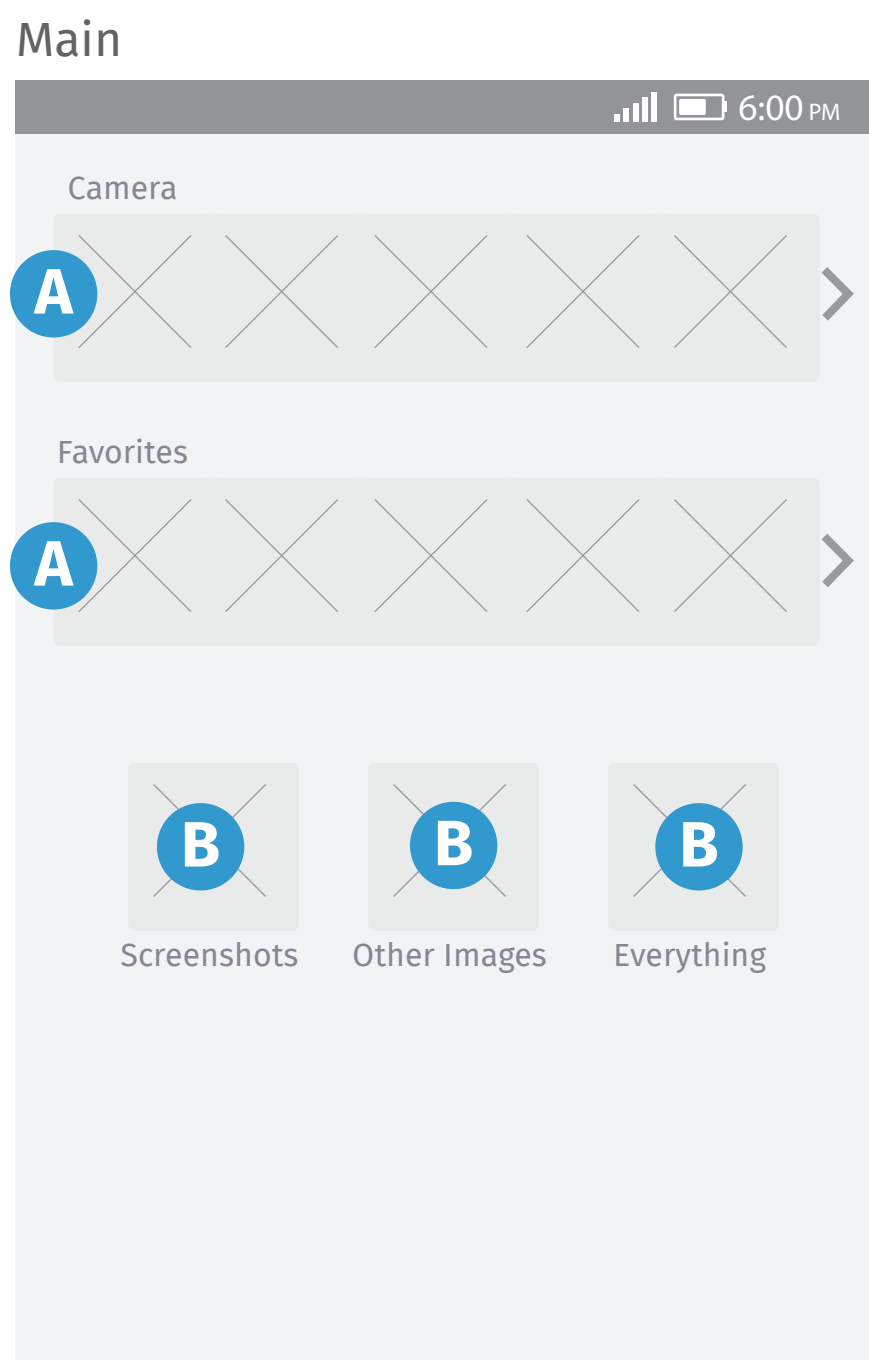 Main
6:00 PM
Camera
A
Favorites
A
B B B
Screenshots Other Images Everything